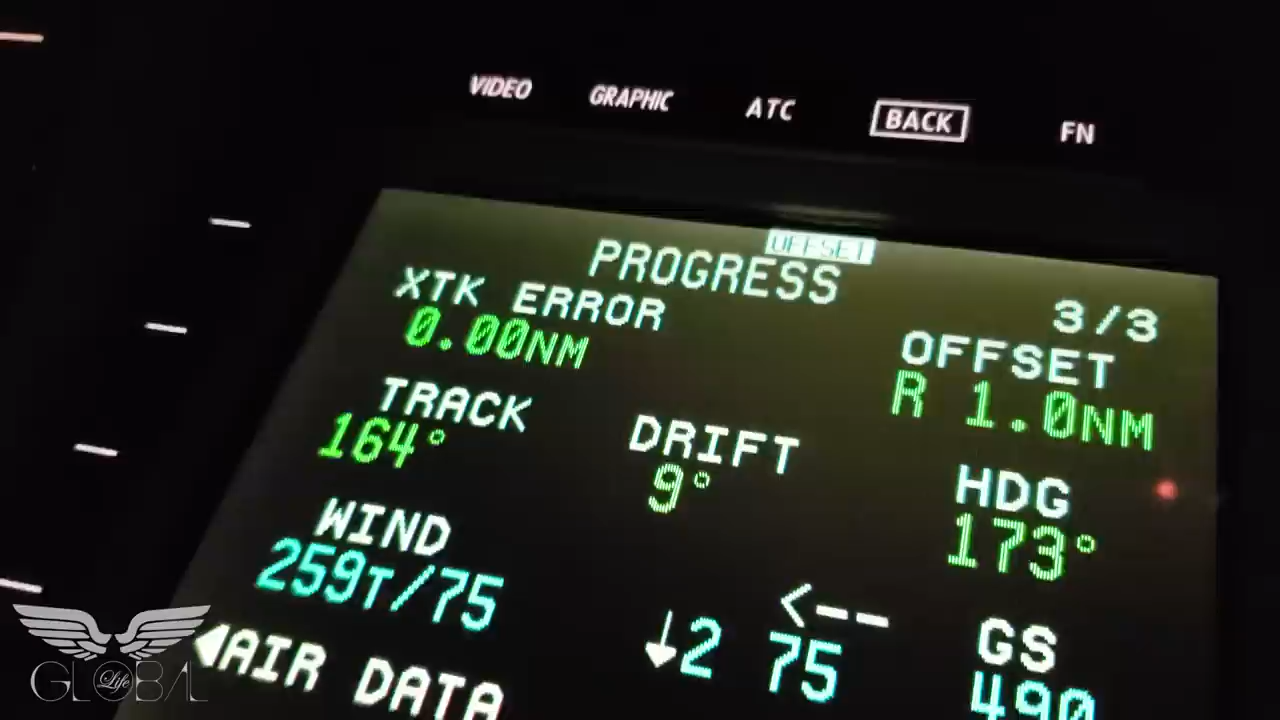 VIDEO GRAPHIC ATC BACK FN
OFFSET
PROGRESS
3/3
XTK ERROR
0.00NM
OFFSET
R 1.0NM
TRACK
164°
DRIFT
9°
HDG
173°
WIND
259T/75
<--
↓2 75
GS
490
◀AIR DATA
GLOBAL
Life